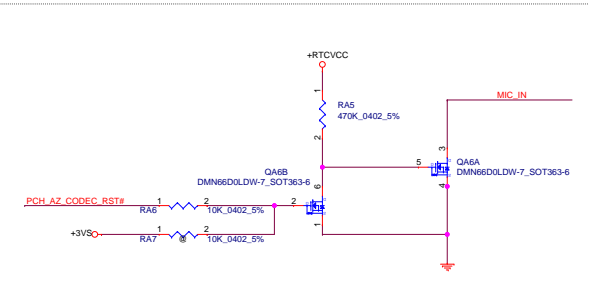 +RTCVCC
1
RA5
470K_0402_5%
2
MIC_IN
3
5
QA6A
DMN66D0LDW-7_SOT363-6
4
QA6B
DMN66D0LDW-7_SOT363-6
6
PCH_AZ_CODEC_RST#
1
2
2
RA6
10K_0402_5%
1
+3VS
1
2
RA7
@
10K_0402_5%